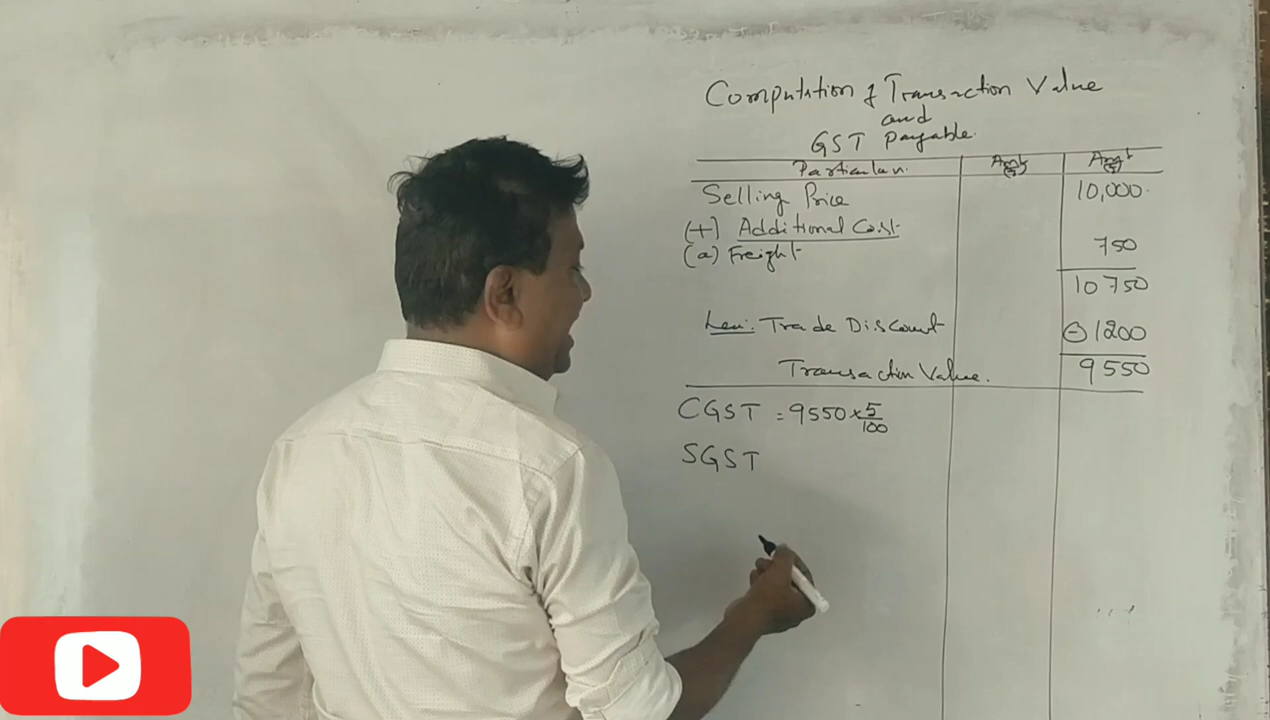 Computation of Transaction Value
and
GST Payable.
Particulars. Amt (₹) Amt (₹)
Selling Price 10,000.
(+) Additional Cost
(a) Freight 750
10750
Less: Trade Discount (-) 1200
Transaction Value. 9550
CGST = 9550 × 5/100
SGST